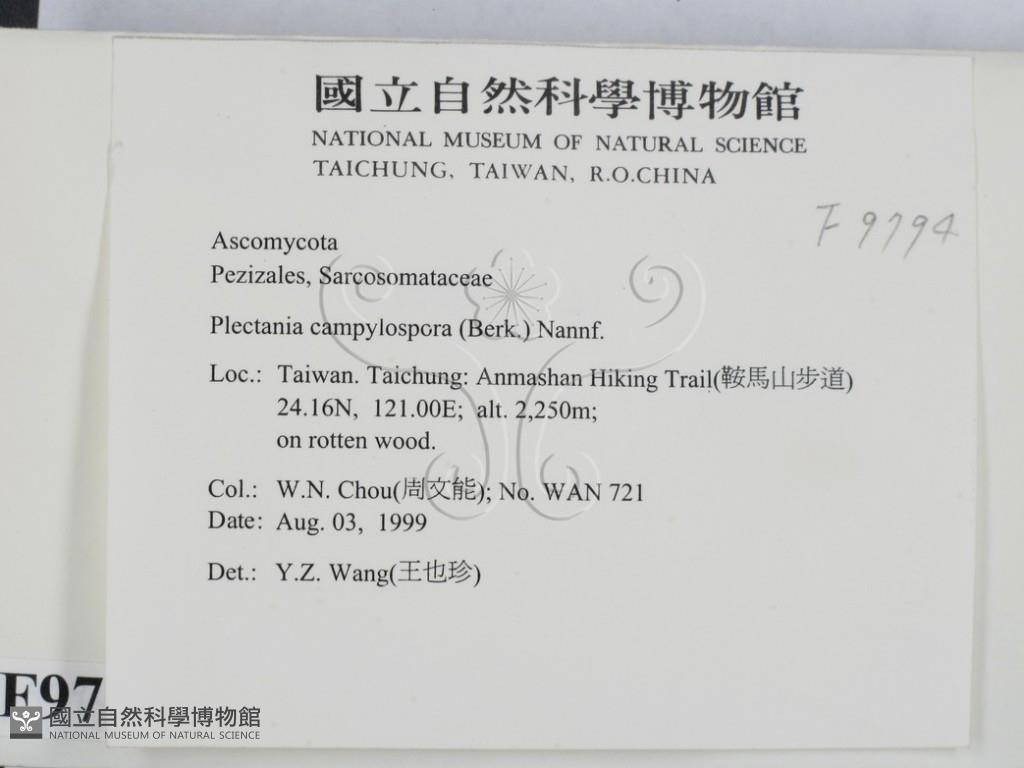 國立自然科學博物館
NATIONAL MUSEUM OF NATURAL SCIENCE
TAICHUNG, TAIWAN, R.O.CHINA
F 9794
Ascomycota
Pezizales, Sarcosomataceae
Plectania campylospora (Berk.) Nannf.
Loc.: Taiwan. Taichung: Anmashan Hiking Trail(鞍馬山步道)
24.16N, 121.00E; alt. 2,250m;
on rotten wood.
Col.: W.N. Chou(周文能); No. WAN 721
Date: Aug. 03, 1999
Det.: Y.Z. Wang(王也珍)
F97
國立自然科學博物館
NATIONAL MUSEUM OF NATURAL SCIENCE